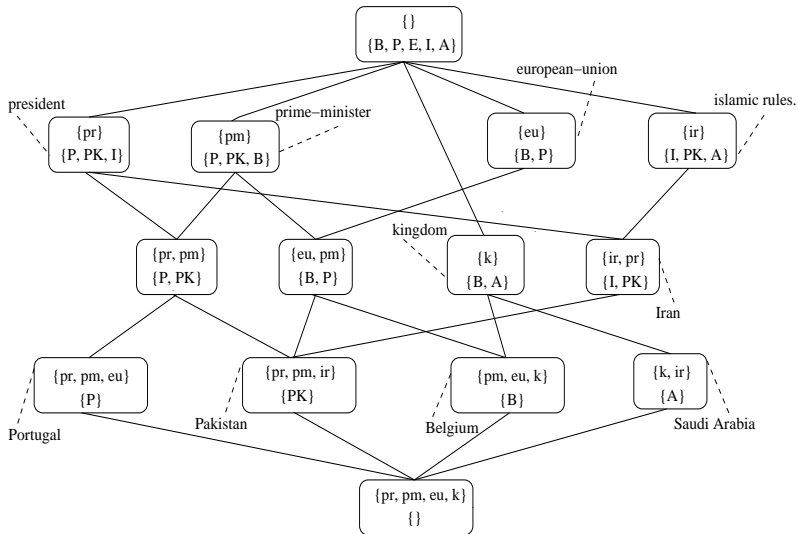 {}
{B, P, E, I, A}
european−union
president
prime−minister
islamic rules.
{pr}
{P, PK, I}
{pm}
{P, PK, B}
{eu}
{B, P}
{ir}
{I, PK, A}
kingdom
{pr, pm}
{P, PK}
{eu, pm}
{B, P}
{k}
{B, A}
{ir, pr}
{I, PK}
Iran
{pr, pm, eu}
{P}
{pr, pm, ir}
{PK}
{pm, eu, k}
{B}
{k, ir}
{A}
Portugal
Pakistan
Belgium
Saudi Arabia
{pr, pm, eu, k}
{}